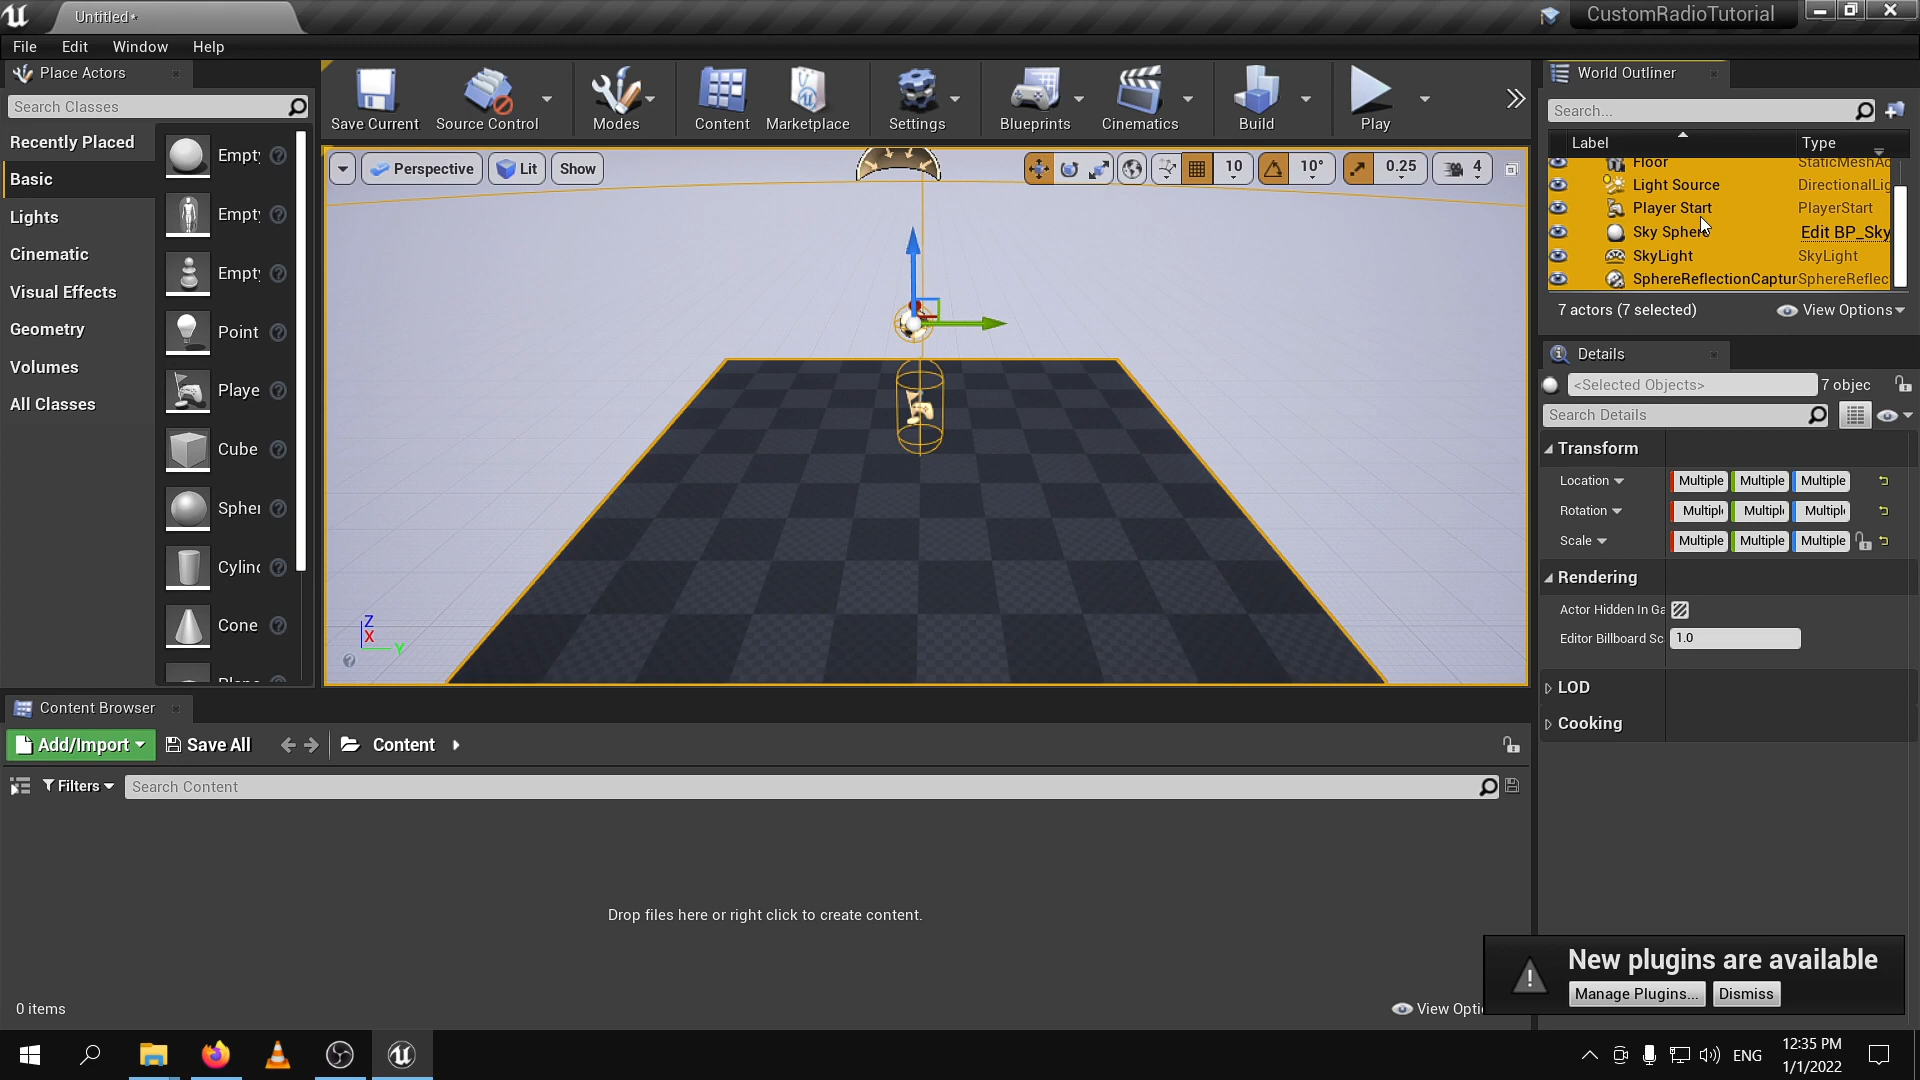 Untitled*
CustomRadioTutorial
File Edit Window Help
Place Actors
Search Classes
Recently Placed
Basic
Lights
Cinematic
Visual Effects
Geometry
Volumes
All Classes
Empty
Empty
Empty
Point
Playe
Cube
Spher
Cylinc
Cone
Save Current
Source Control
Modes
Content
Marketplace
Settings
Blueprints
Cinematics
Build
Play
Perspective
Lit
Show
10
10°
0.25
4
Z
X
Y
World Outliner
Search...
Label Type
Floor StaticMeshAc
Light Source DirectionalLig
Player Start PlayerStart
Sky Sphere Edit BP_Sky
SkyLight SkyLight
SphereReflectionCaptur SphereReflec
7 actors (7 selected) View Options
Details
<Selected Objects> 7 objec
Search Details
Transform
Location Multiple Multiple Multiple
Rotation Multipl Multipl Multipl
Scale Multiple Multiple Multiple
Rendering
Actor Hidden In Ga
Editor Billboard Sc 1.0
LOD
Cooking
Content Browser
Add/Import Save All Content
Filters Search Content
Drop files here or right click to create content.
0 items View Opti
New plugins are available
Manage Plugins... Dismiss
ENG
12:35 PM
1/1/2022